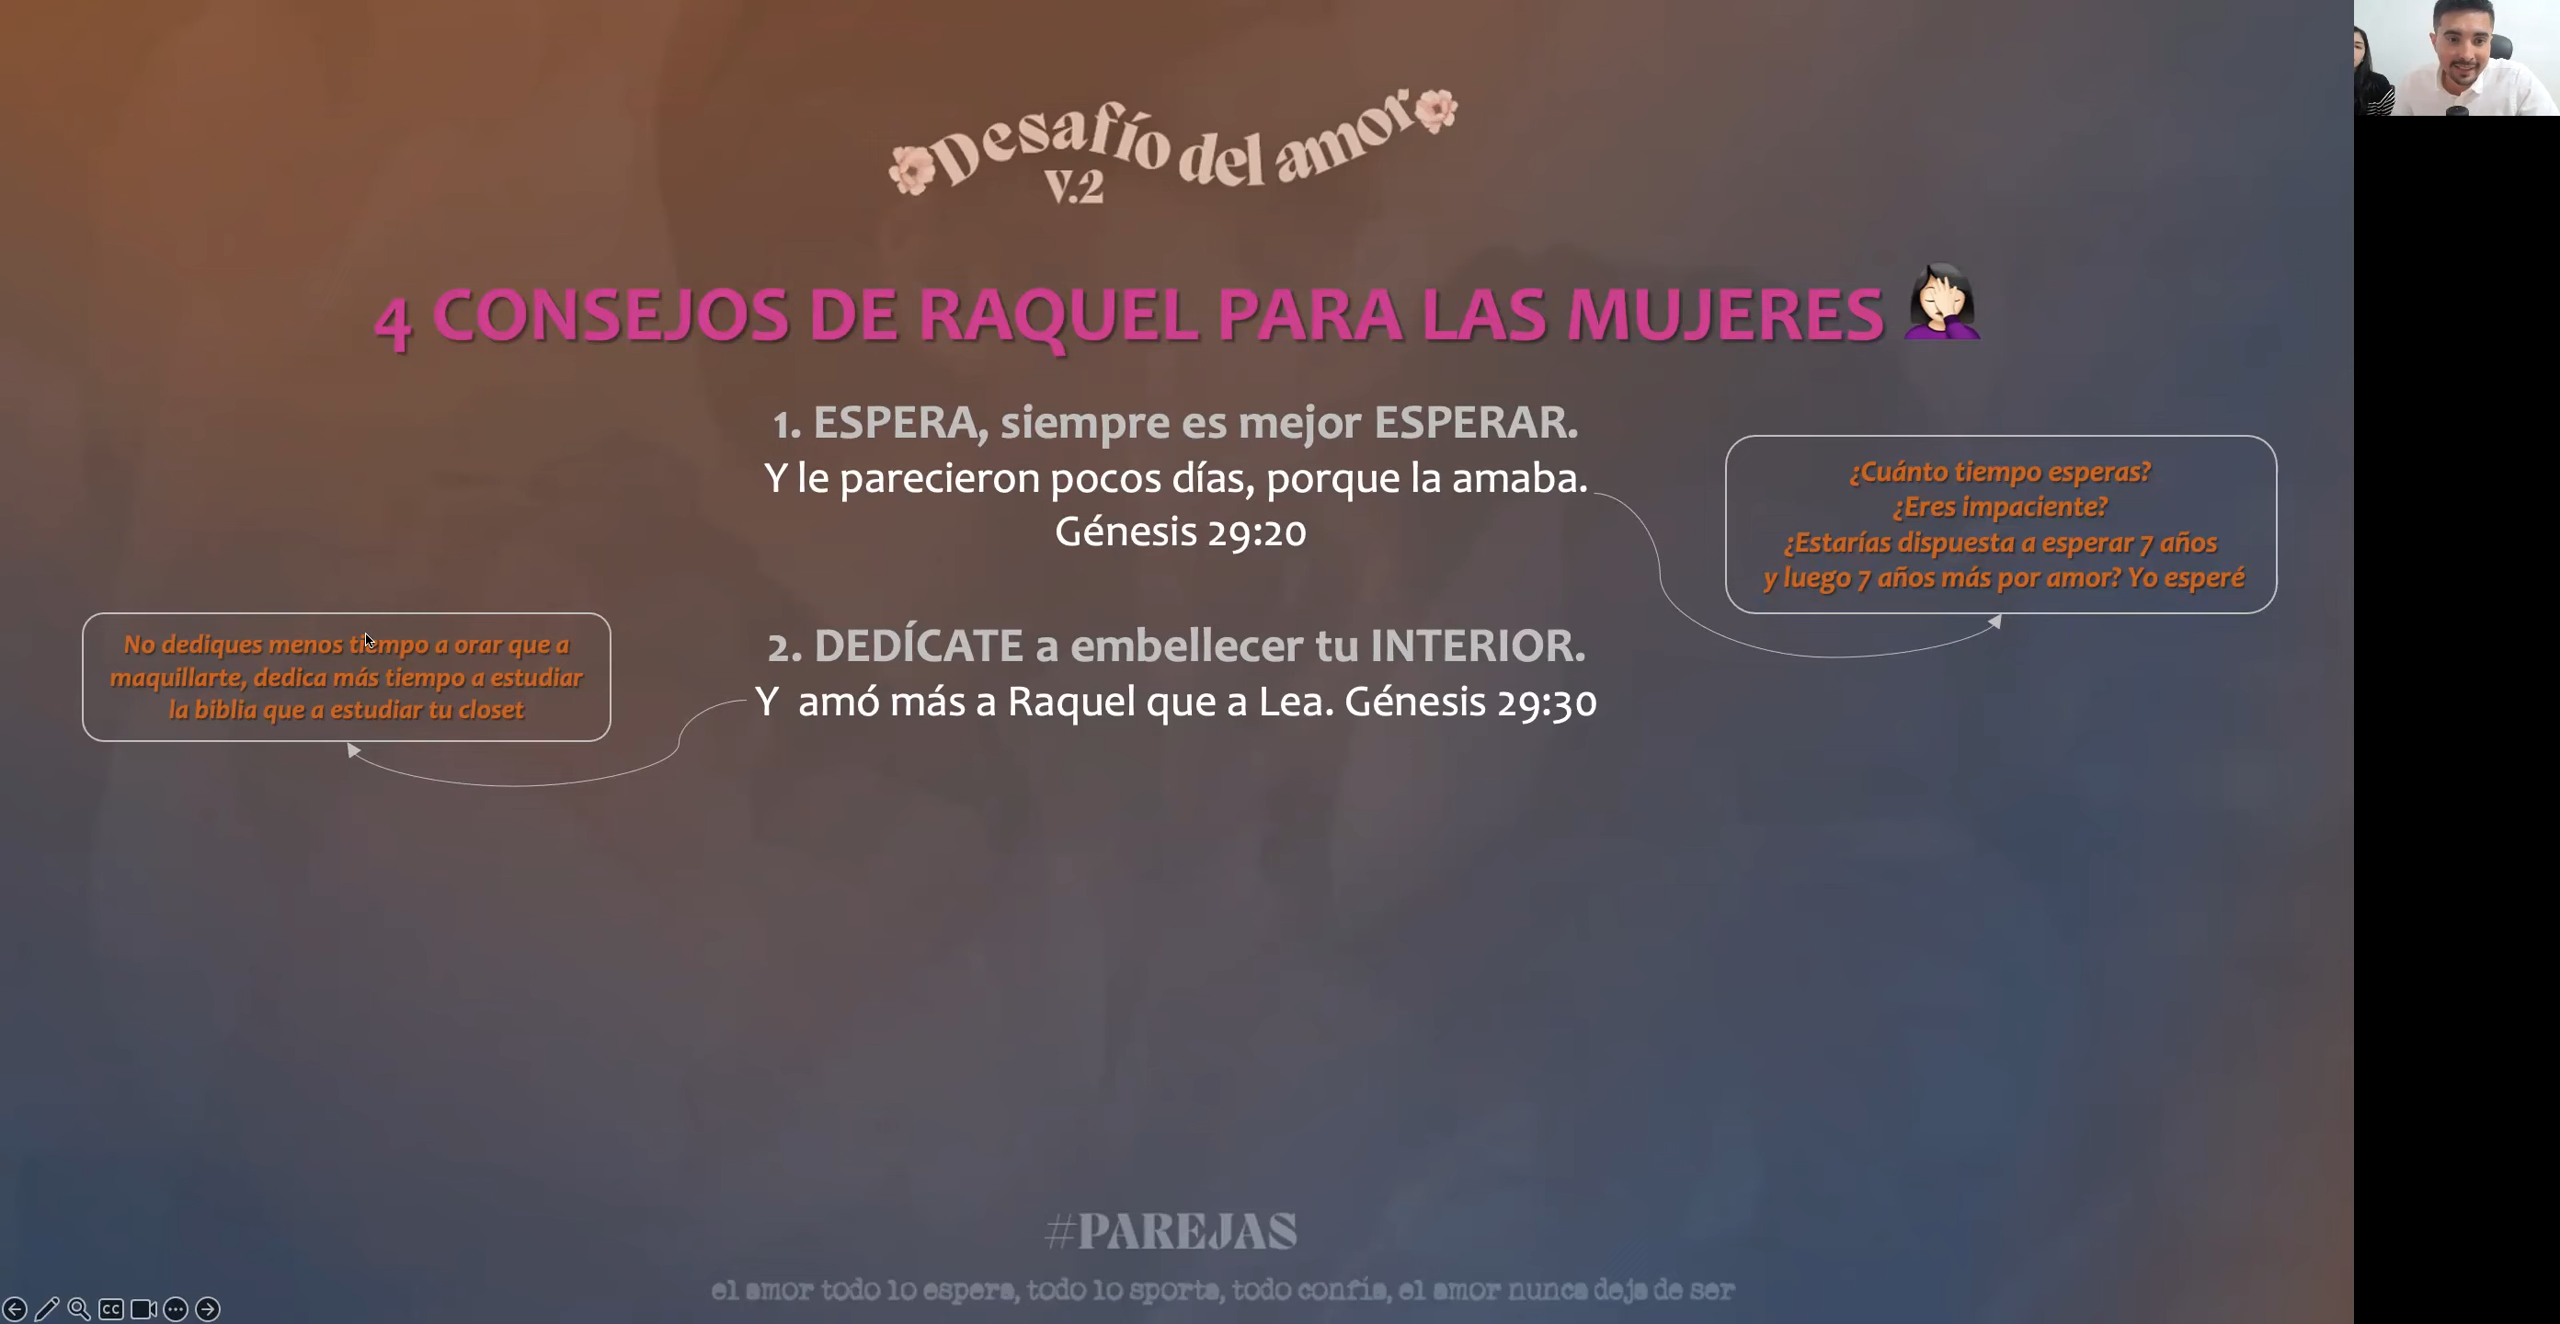 Desafío del amor
V.2
4 CONSEJOS DE RAQUEL PARA LAS MUJERES
1. ESPERA, siempre es mejor ESPERAR.
Y le parecieron pocos días, porque la amaba.
Génesis 29:20
¿Cuánto tiempo esperas?
¿Eres impaciente?
¿Estarías dispuesta a esperar 7 años
y luego 7 años más por amor? Yo esperé
2. DEDÍCATE a embellecer tu INTERIOR.
Y amó más a Raquel que a Lea. Génesis 29:30
No dediques menos tiempo a orar que a
maquillarte, dedica más tiempo a estudiar
la biblia que a estudiar tu closet
#PAREJAS
el amor todo lo espera, todo lo sporta, todo confía, el amor nunca deja de ser
CC